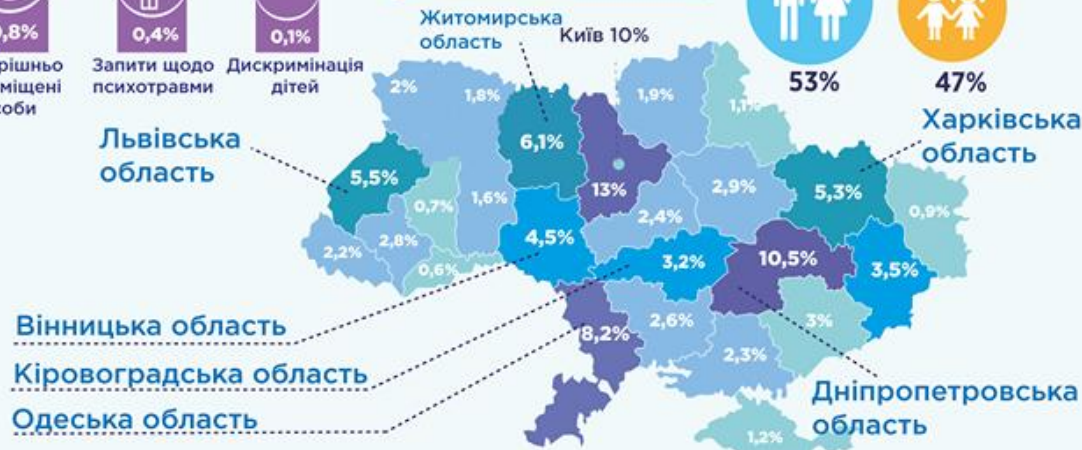 0,8%
0,4%
0,1%
Запити щодо
психотравми
Дискримінація
дітей
Житомирська
область
Київ 10%
53%
47%
Львівська
область
Харківська
область
2%
1,8%
6,1%
1,9%
1,1%
5,5%
0,7%
1,6%
13%
2,9%
5,3%
0,9%
2,4%
2,2%
2,8%
0,6%
4,5%
3,2%
10,5%
3,5%
8,2%
2,6%
3%
2,3%
1,2%
Вінницька область
Кіровоградська область
Одеська область
Дніпропетровська
область